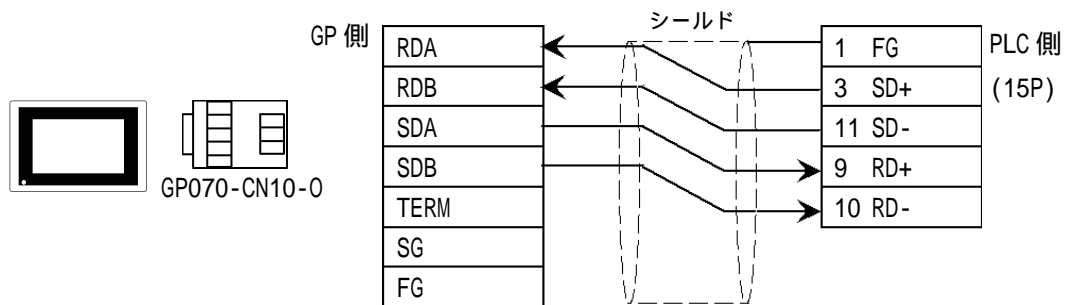 シールド
GP 側
PLC 側
(15P)
RDA
RDB
SDA
SDB
TERM
SG
FG
1 FG
3 SD+
11 SD-
9 RD+
10 RD-
GP070-CN10-O